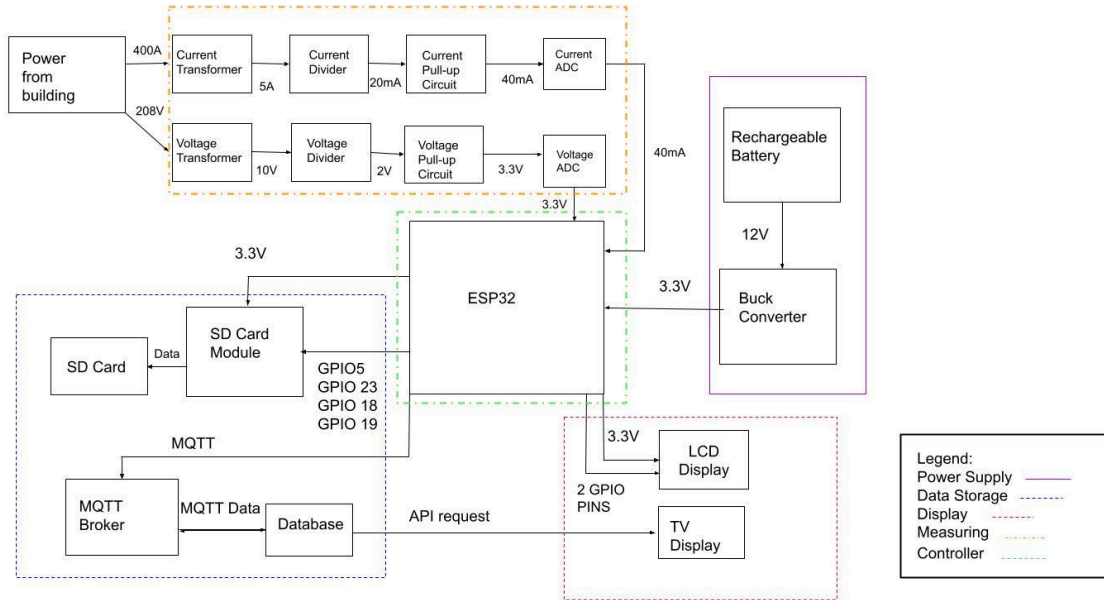 Power
from
building
400A
208V
Current
Transformer
5A
Current
Divider
20mA
Current
Pull-up
Circuit
40mA
Current
ADC
Voltage
Transformer
10V
Voltage
Divider
2V
Voltage
Pull-up
Circuit
3.3V
Voltage
ADC
3.3V
40mA
Rechargeable
Battery
12V
Buck
Converter
3.3V
ESP32
3.3V
SD Card
Module
Data
SD Card
GPIO5
GPIO 23
GPIO 18
GPIO 19
MQTT
MQTT
Broker
MQTT Data
Database
API request
3.3V
2 GPIO
PINS
LCD
Display
TV
Display
Legend:
Power Supply
Data Storage
Display
Measuring
Controller